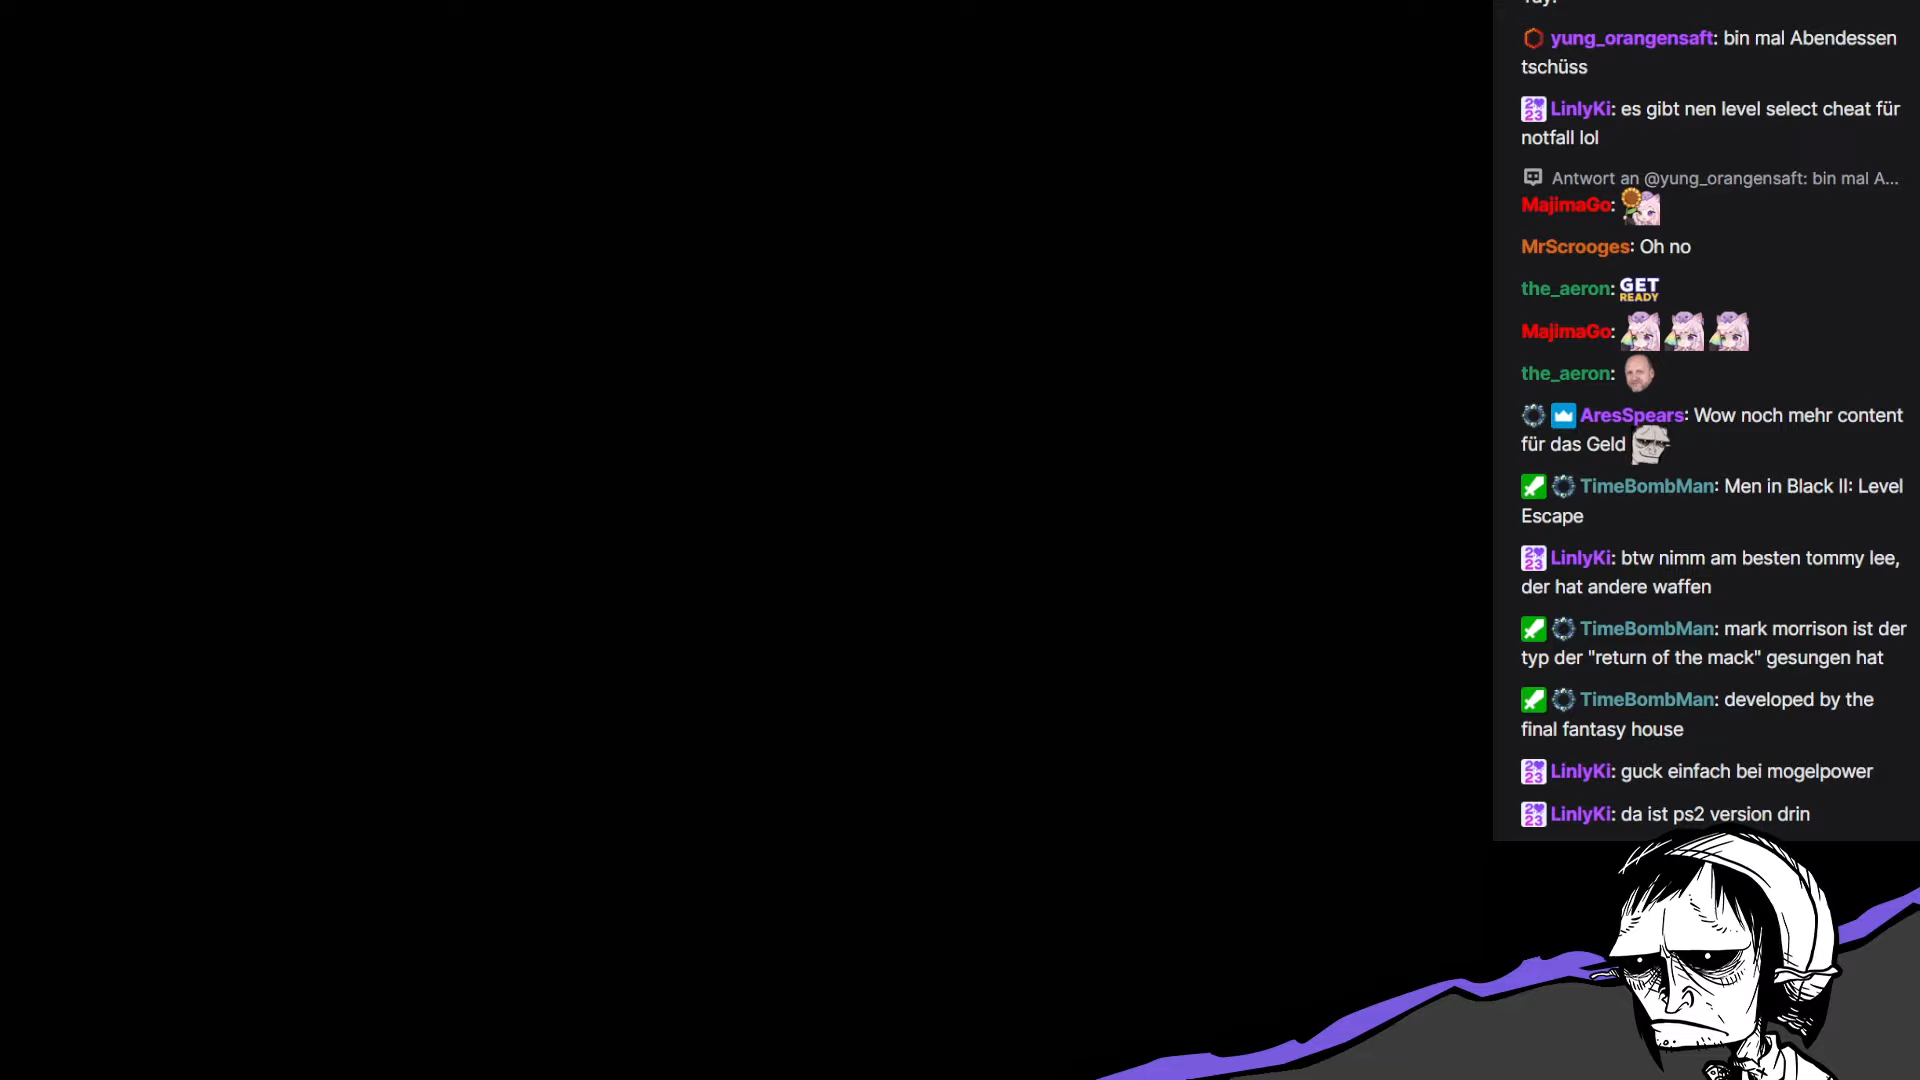 yung_orangensaft: bin mal Abendessen
tschüss
LinlyKi: es gibt nen level select cheat für
notfall lol
Antwort an @yung_orangensaft: bin mal A...
MajimaGo:
MrScrooges: Oh no
the_aeron: GET READY
MajimaGo:
the_aeron:
AresSpears: Wow noch mehr content
für das Geld
TimeBombMan: Men in Black II: Level
Escape
LinlyKi: btw nimm am besten tommy lee,
der hat andere waffen
TimeBombMan: mark morrison ist der
typ der "return of the mack" gesungen hat
TimeBombMan: developed by the
final fantasy house
LinlyKi: guck einfach bei mogelpower
LinlyKi: da ist ps2 version drin